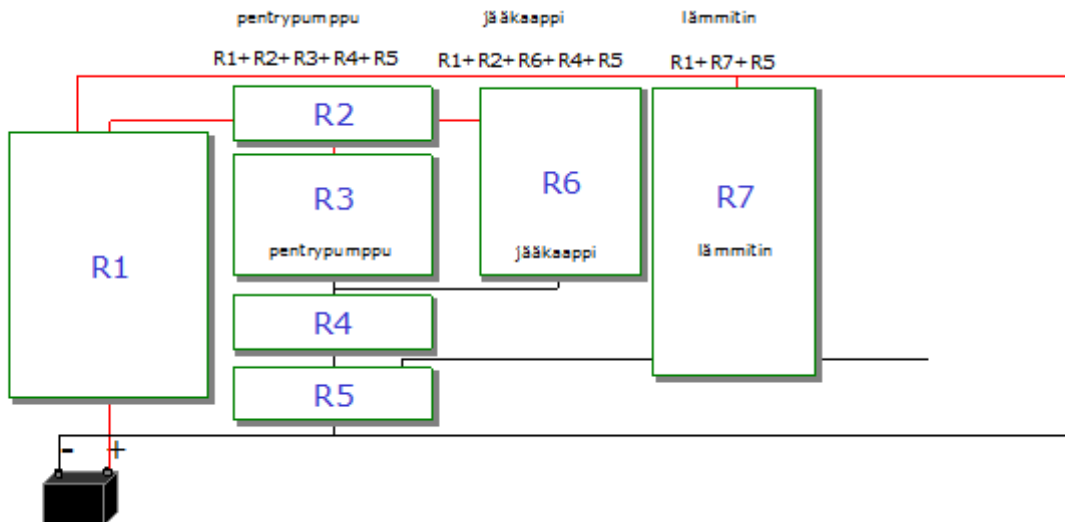 pentrypumppu jääkaappi lämmitin
R1+R2+R3+R4+R5 R1+R2+R6+R4+R5 R1+R7+R5
R2
R3
pentrypumppu
R6
jääkaappi
R7
lämmitin
R1
R4
R5
- +